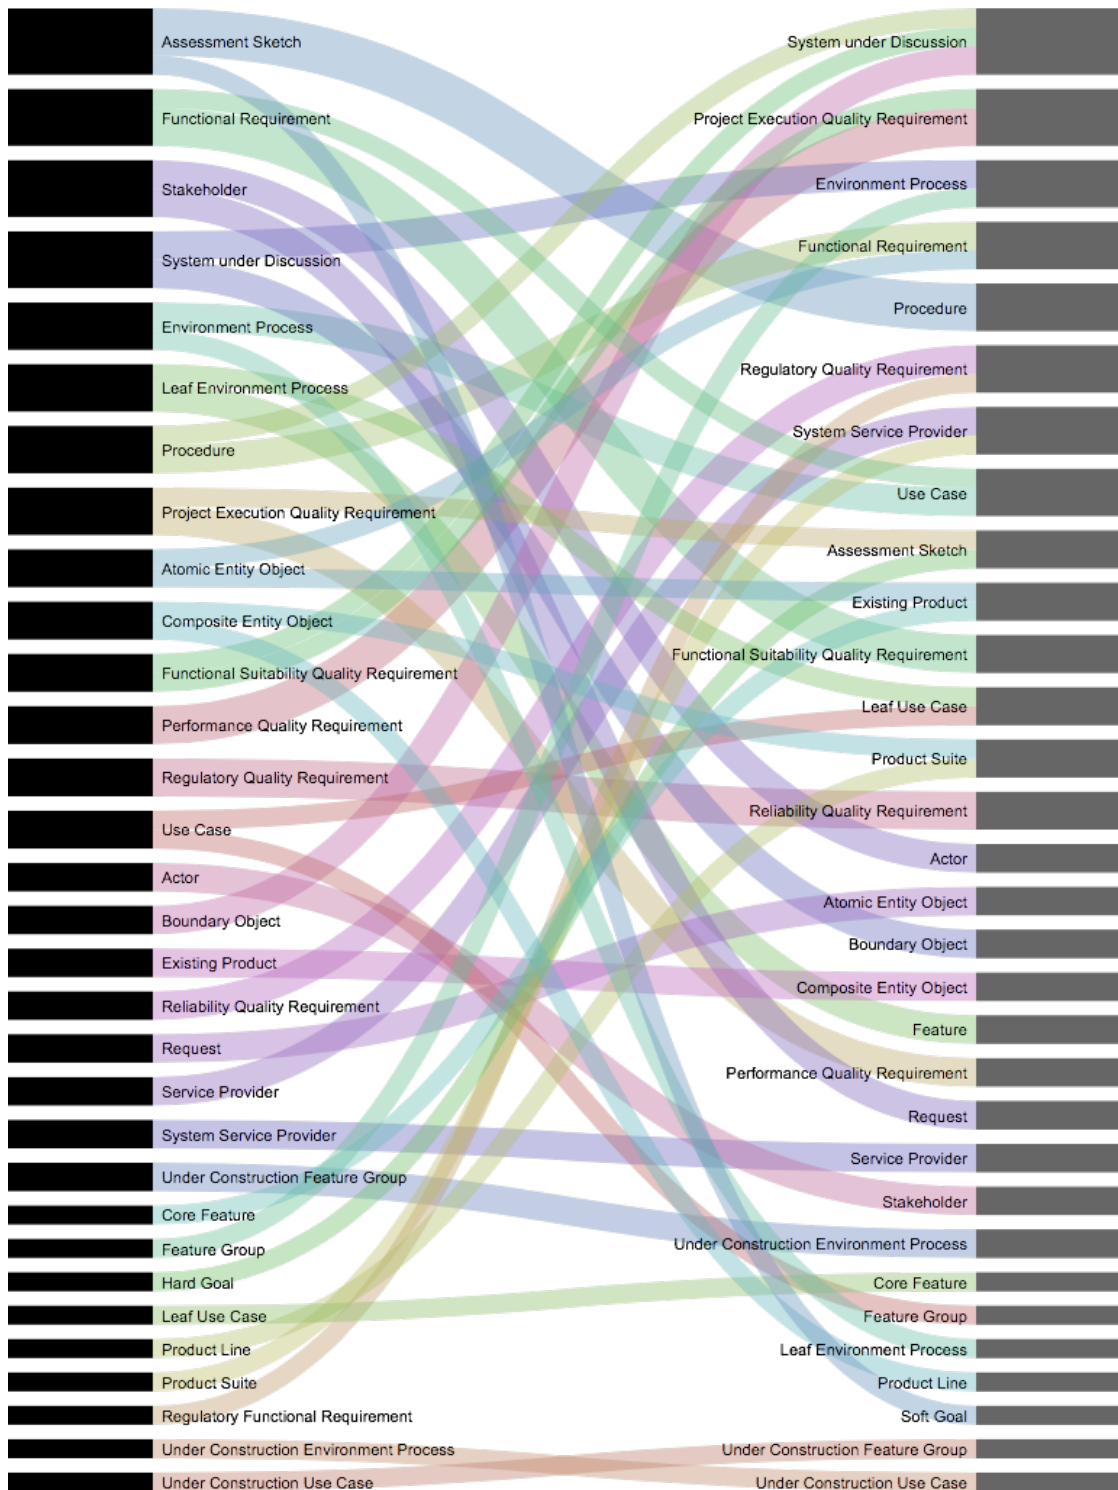 Assessment Sketch
Functional Requirement
Stakeholder
System under Discussion
Environment Process
Leaf Environment Process
Procedure
Project Execution Quality Requirement
Atomic Entity Object
Composite Entity Object
Functional Suitability Quality Requirement
Performance Quality Requirement
Regulatory Quality Requirement
Use Case
Actor
Boundary Object
Existing Product
Reliability Quality Requirement
Request
Service Provider
System Service Provider
Under Construction Feature Group
Core Feature
Feature Group
Hard Goal
Leaf Use Case
Product Line
Product Suite
Regulatory Functional Requirement
Under Construction Environment Process
Under Construction Use Case
System under Discussion
Project Execution Quality Requirement
Environment Process
Functional Requirement
Procedure
Regulatory Quality Requirement
System Service Provider
Use Case
Assessment Sketch
Existing Product
Functional Suitability Quality Requirement
Leaf Use Case
Product Suite
Reliability Quality Requirement
Actor
Atomic Entity Object
Boundary Object
Composite Entity Object
Feature
Performance Quality Requirement
Request
Service Provider
Stakeholder
Under Construction Environment Process
Core Feature
Feature Group
Leaf Environment Process
Product Line
Soft Goal
Under Construction Feature Group
Under Construction Use Case